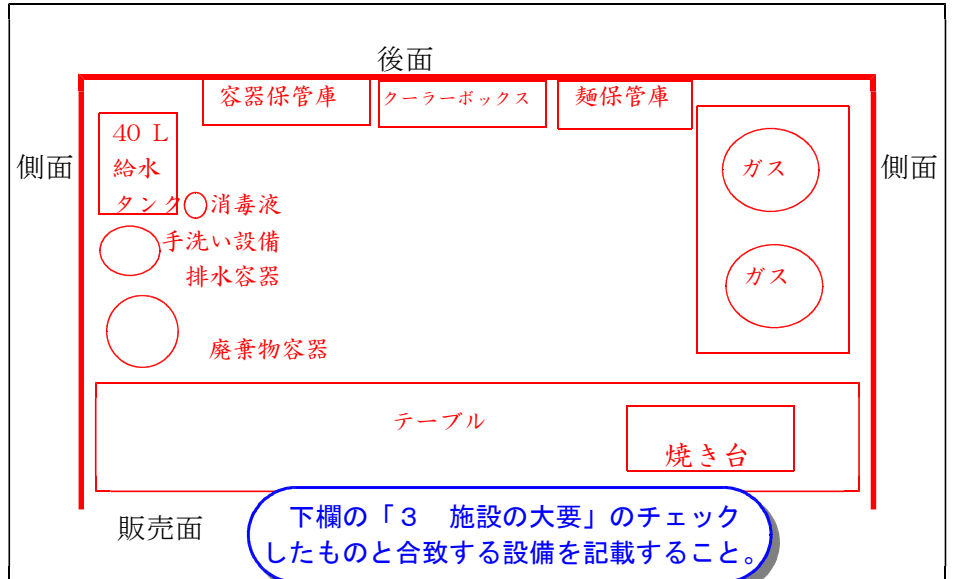 後面
容器保管庫
クーラーボックス
麺保管庫
側面
側面
40 L
給水
タンク
消毒液
手洗い設備
排水容器
廃棄物容器
ガス
ガス
テーブル
焼き台
販売面
下欄の「３　施設の大要」のチェック
したものと合致する設備を記載すること。